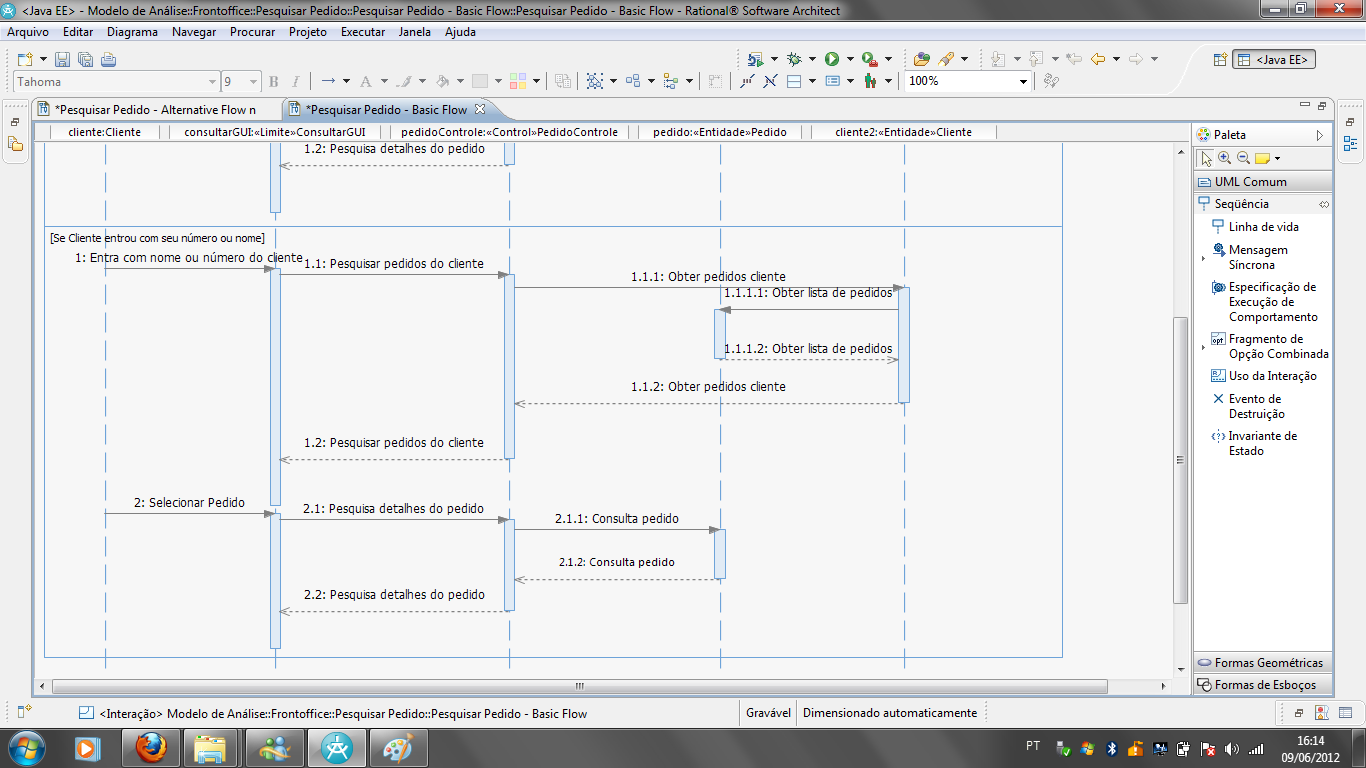 <Java EE> - Modelo de Análise::Frontoffice::Pesquisar Pedido::Pesquisar Pedido - Basic Flow::Pesquisar Pedido - Basic Flow - Rational® Software Architect
Arquivo Editar Diagrama Navegar Procurar Projeto Executar Janela Ajuda
Tahoma 9 B I A 100% <Java EE>
*Pesquisar Pedido - Alternative Flow n *Pesquisar Pedido - Basic Flow
cliente:Cliente consultarGUI:«Limite»ConsultarGUI pedidoControle:«Control»PedidoControle pedido:«Entidade»Pedido cliente2:«Entidade»Cliente
1.2: Pesquisa detalhes do pedido
[Se Cliente entrou com seu número ou nome]
1: Entra com nome ou número do cliente
1.1: Pesquisar pedidos do cliente
1.1.1: Obter pedidos cliente
1.1.1.1: Obter lista de pedidos
1.1.1.2: Obter lista de pedidos
1.1.2: Obter pedidos cliente
1.2: Pesquisar pedidos do cliente
2: Selecionar Pedido
2.1: Pesquisa detalhes do pedido
2.1.1: Consulta pedido
2.1.2: Consulta pedido
2.2: Pesquisa detalhes do pedido
Paleta
UML Comum
Seqüência
Linha de vida
Mensagem
Síncrona
Especificação de
Execução de
Comportamento
opt
Fragmento de
Opção Combinada
Uso da Interação
Evento de
Destruição
Invariante de
Estado
Formas Geométricas
Formas de Esboços
<Interação> Modelo de Análise::Frontoffice::Pesquisar Pedido::Pesquisar Pedido - Basic Flow
Gravável
Dimensionado automaticamente
PT
16:14
09/06/2012